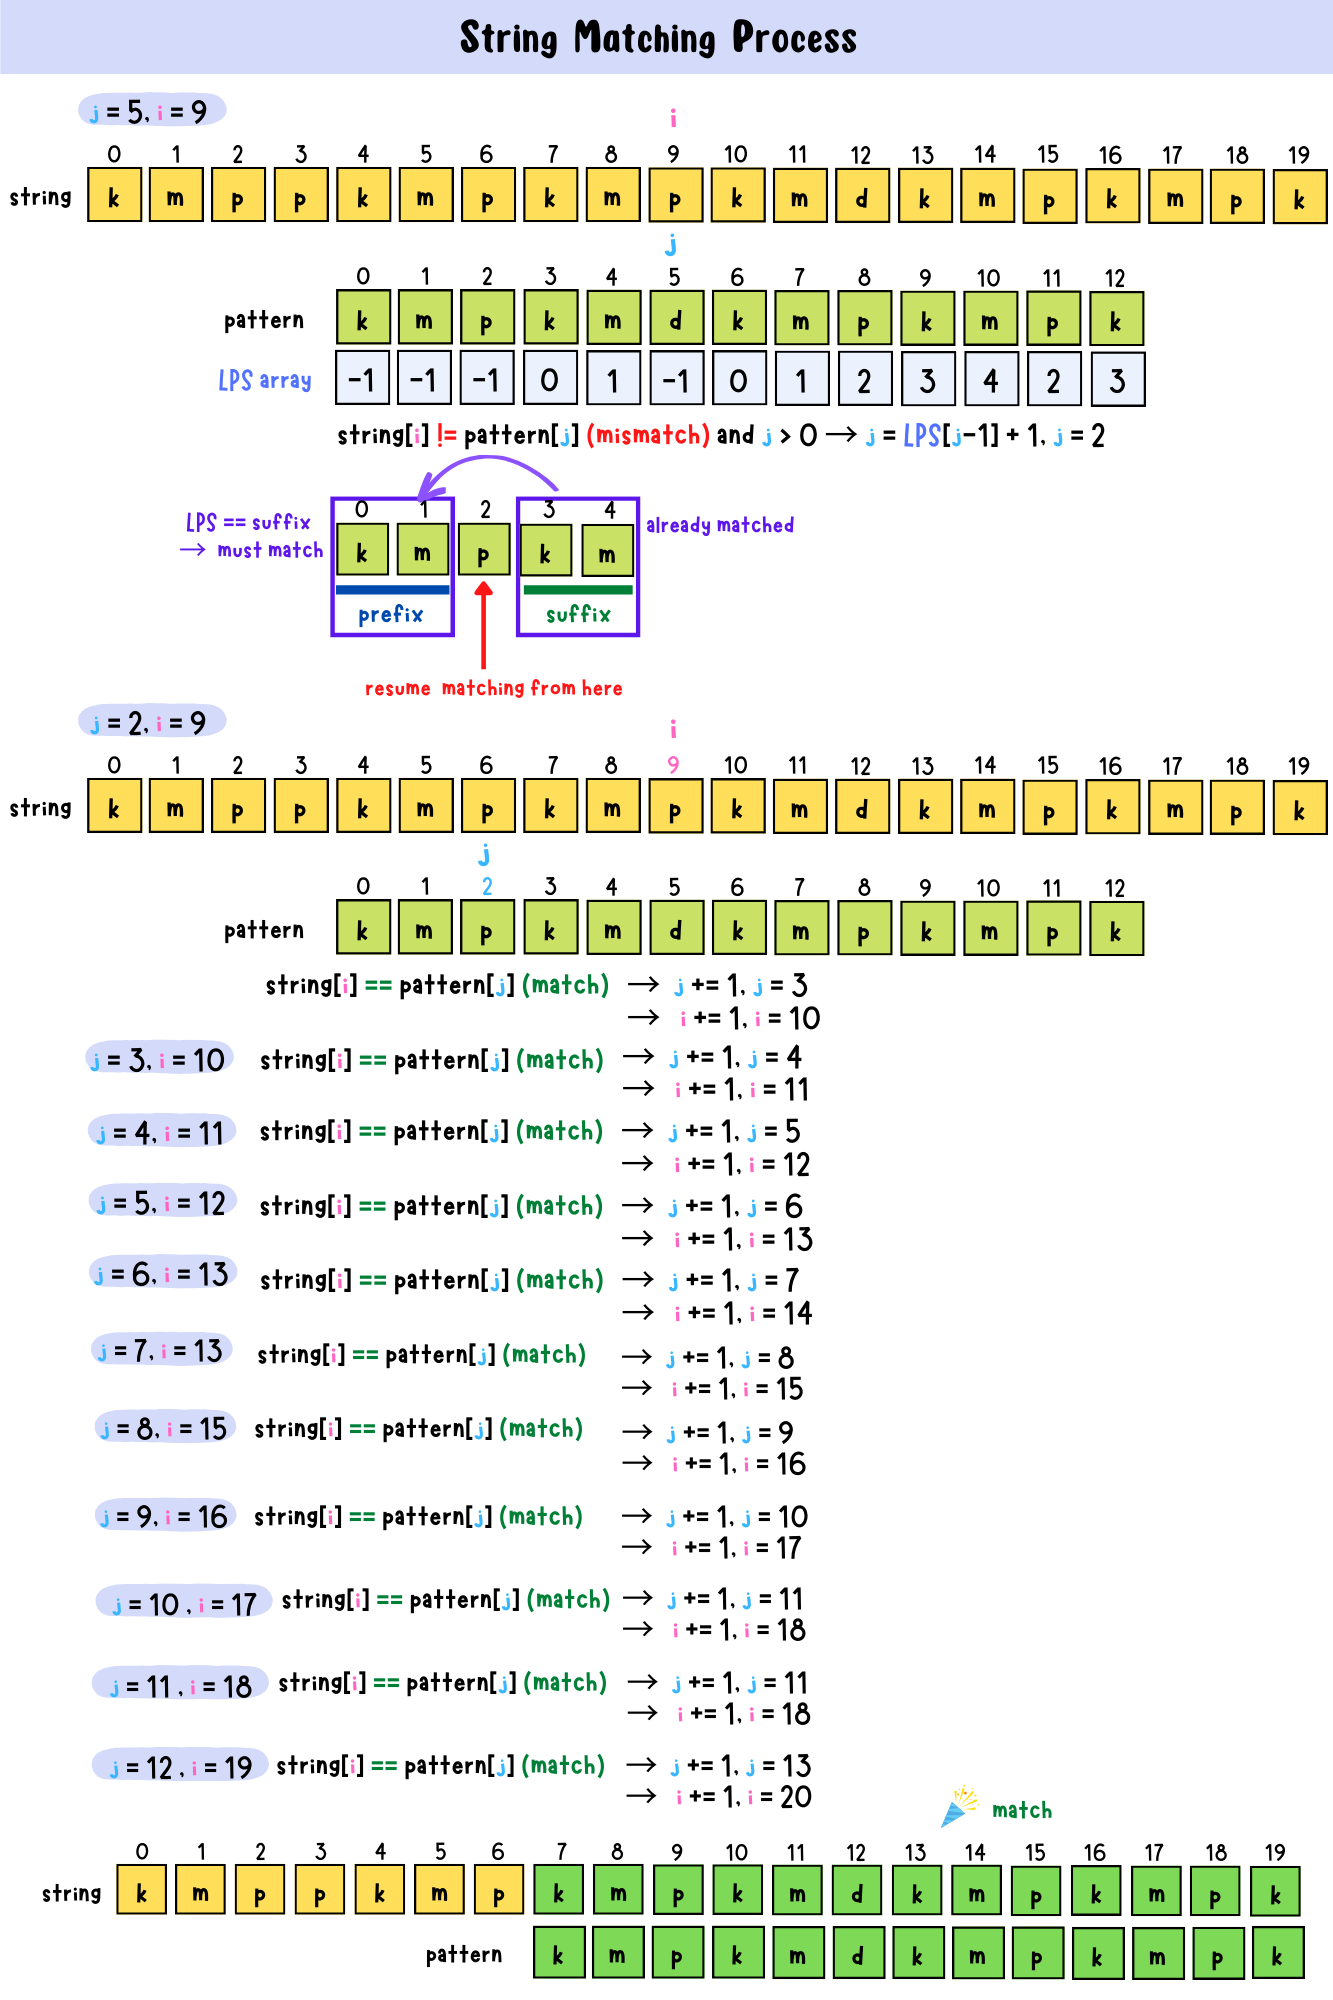 String Matching Process
j = 5, i = 9
i
0 1 2 3 4 5 6 7 8 9 10 11 12 13 14 15 16 17 18 19
string k m p p k m p k m p k m d k m p k m p k
j
0 1 2 3 4 5 6 7 8 9 10 11 12
pattern k m p k m d k m p k m p k
LPS array -1 -1 -1 0 1 -1 0 1 2 3 4 2 3
string[i] != pattern[j] (mismatch) and j > 0 → j = LPS[j-1] + 1, j = 2
0 1 2 3 4
LPS == suffix
→ must match
k m p k m
already matched
prefix suffix
resume matching from here
j = 2, i = 9
i
0 1 2 3 4 5 6 7 8 9 10 11 12 13 14 15 16 17 18 19
string k m p p k m p k m p k m d k m p k m p k
j
0 1 2 3 4 5 6 7 8 9 10 11 12
pattern k m p k m d k m p k m p k
string[i] == pattern[j] (match) → j += 1, j = 3
→ i += 1, i = 10
j = 3, i = 10 string[i] == pattern[j] (match) → j += 1, j = 4
→ i += 1, i = 11
j = 4, i = 11 string[i] == pattern[j] (match) → j += 1, j = 5
→ i += 1, i = 12
j = 5, i = 12 string[i] == pattern[j] (match) → j += 1, j = 6
→ i += 1, i = 13
j = 6, i = 13 string[i] == pattern[j] (match) → j += 1, j = 7
→ i += 1, i = 14
j = 7, i = 13 string[i] == pattern[j] (match) → j += 1, j = 8
→ i += 1, i = 15
j = 8, i = 15 string[i] == pattern[j] (match) → j += 1, j = 9
→ i += 1, i = 16
j = 9, i = 16 string[i] == pattern[j] (match) → j += 1, j = 10
→ i += 1, i = 17
j = 10 , i = 17 string[i] == pattern[j] (match) → j += 1, j = 11
→ i += 1, i = 18
j = 11 , i = 18 string[i] == pattern[j] (match) → j += 1, j = 11
→ i += 1, i = 18
j = 12 , i = 19 string[i] == pattern[j] (match) → j += 1, j = 13
→ i += 1, i = 20
match
0 1 2 3 4 5 6 7 8 9 10 11 12 13 14 15 16 17 18 19
string k m p p k m p k m p k m d k m p k m p k
pattern k m p k m d k m p k m p k